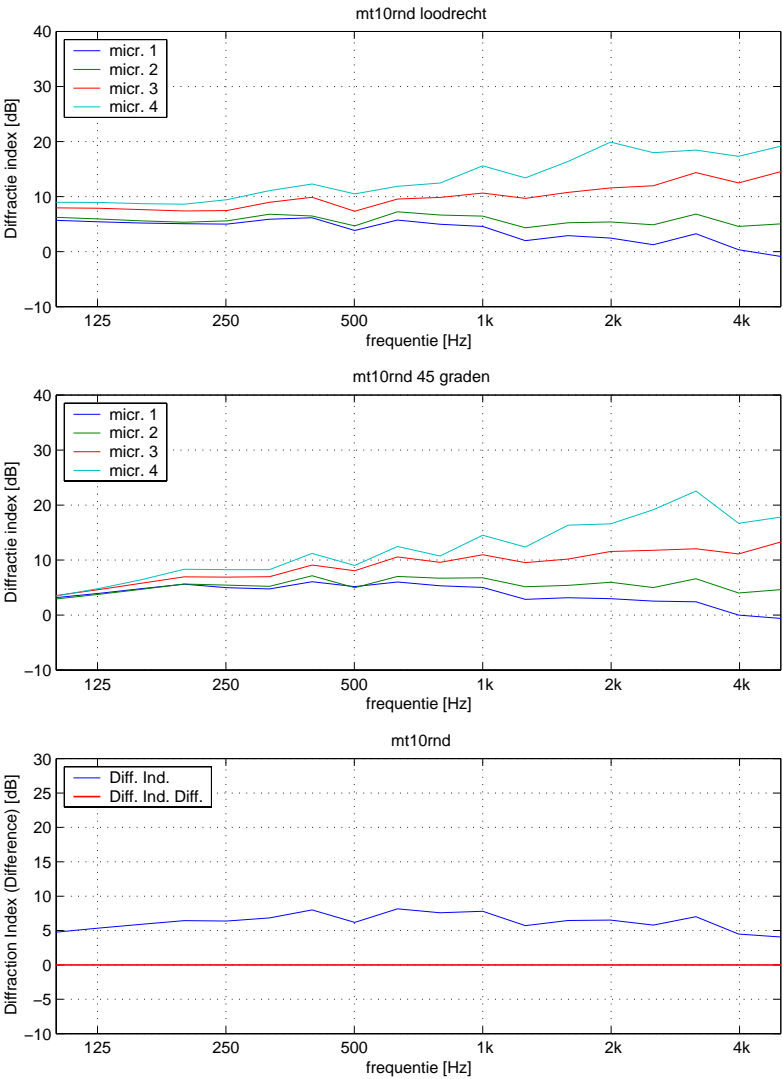 mt10rnd loodrecht
micr. 1
micr. 2
micr. 3
micr. 4
Diffractie index [dB]
40
30
20
10
0
−10
125 250 500 1k 2k 4k
frequentie [Hz]
mt10rnd 45 graden
micr. 1
micr. 2
micr. 3
micr. 4
Diffractie index [dB]
40
30
20
10
0
−10
125 250 500 1k 2k 4k
frequentie [Hz]
mt10rnd
Diff. Ind.
Diff. Ind. Diff.
Diffraction Index (Difference) [dB]
30
25
20
15
10
5
0
−5
−10
125 250 500 1k 2k 4k
frequentie [Hz]